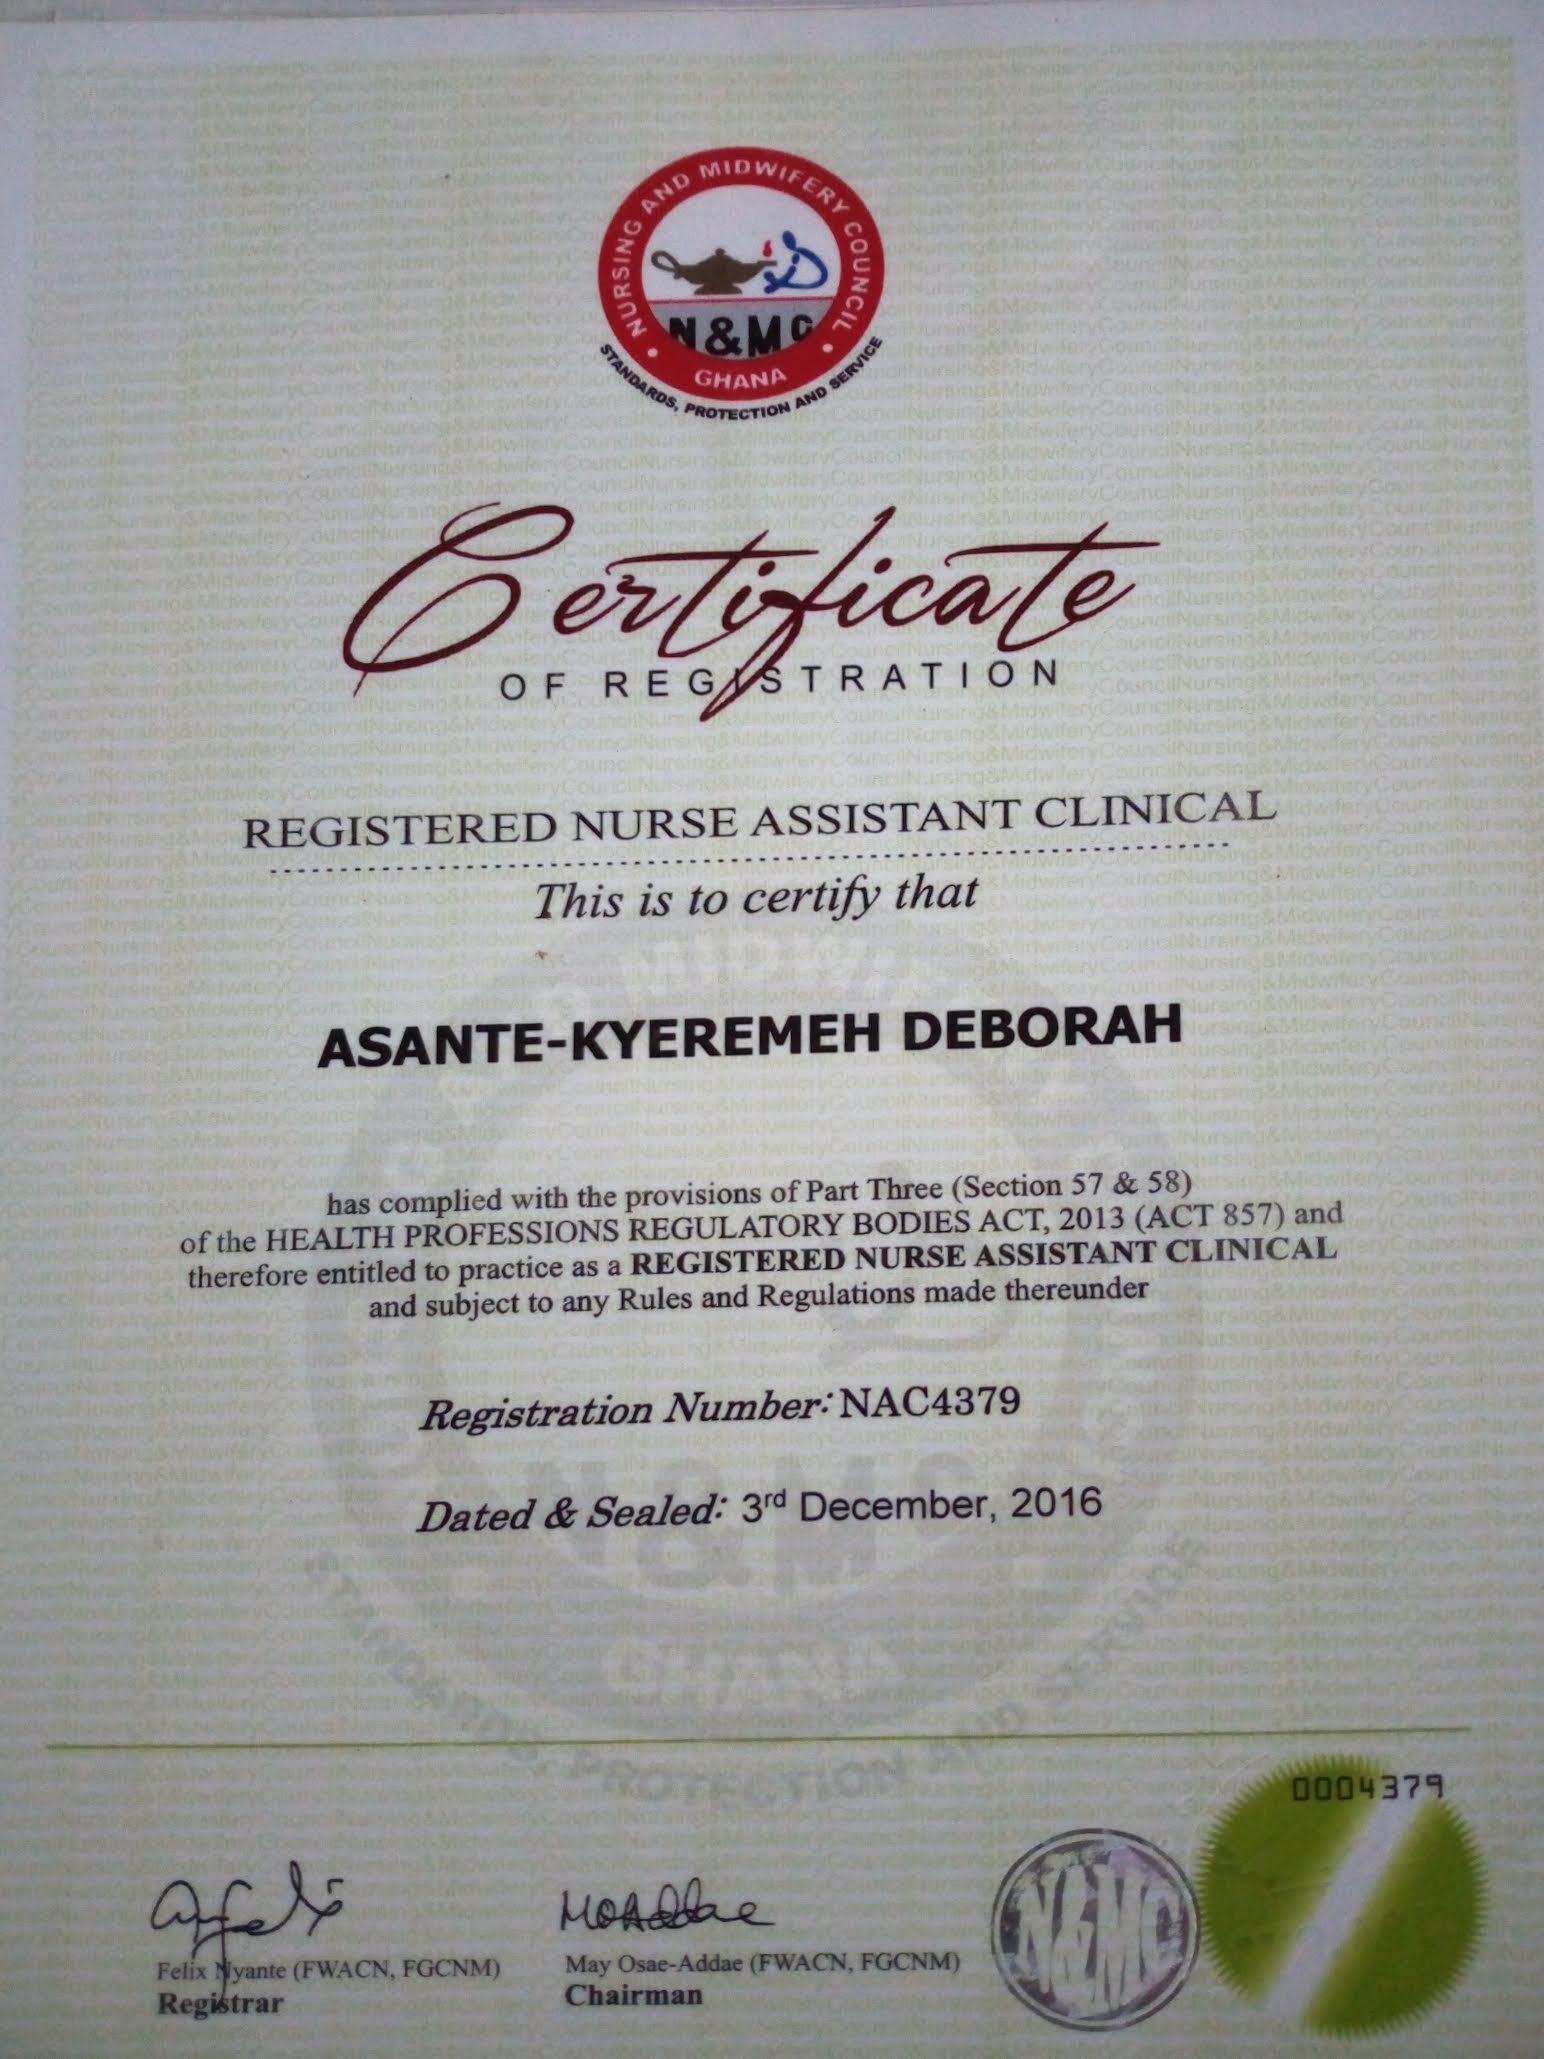 NURSING AND MIDWIFERY COUNCIL
N&MC
GHANA
STANDARDS, PROTECTION AND SERVICE
Certificate
OF REGISTRATION
REGISTERED NURSE ASSISTANT CLINICAL
This is to certify that
ASANTE-KYEREMEH DEBORAH
has complied with the provisions of Part Three (Section 57 & 58)
of the HEALTH PROFESSIONS REGULATORY BODIES ACT, 2013 (ACT 857) and
therefore entitled to practice as a REGISTERED NURSE ASSISTANT CLINICAL
and subject to any Rules and Regulations made thereunder
Registration Number: NAC4379
Dated & Sealed: 3rd December, 2016
0004379
N&MC
Felix Nyante (FWACN, FGCNM)
Registrar
May Osae-Addae (FWACN, FGCNM)
Chairman